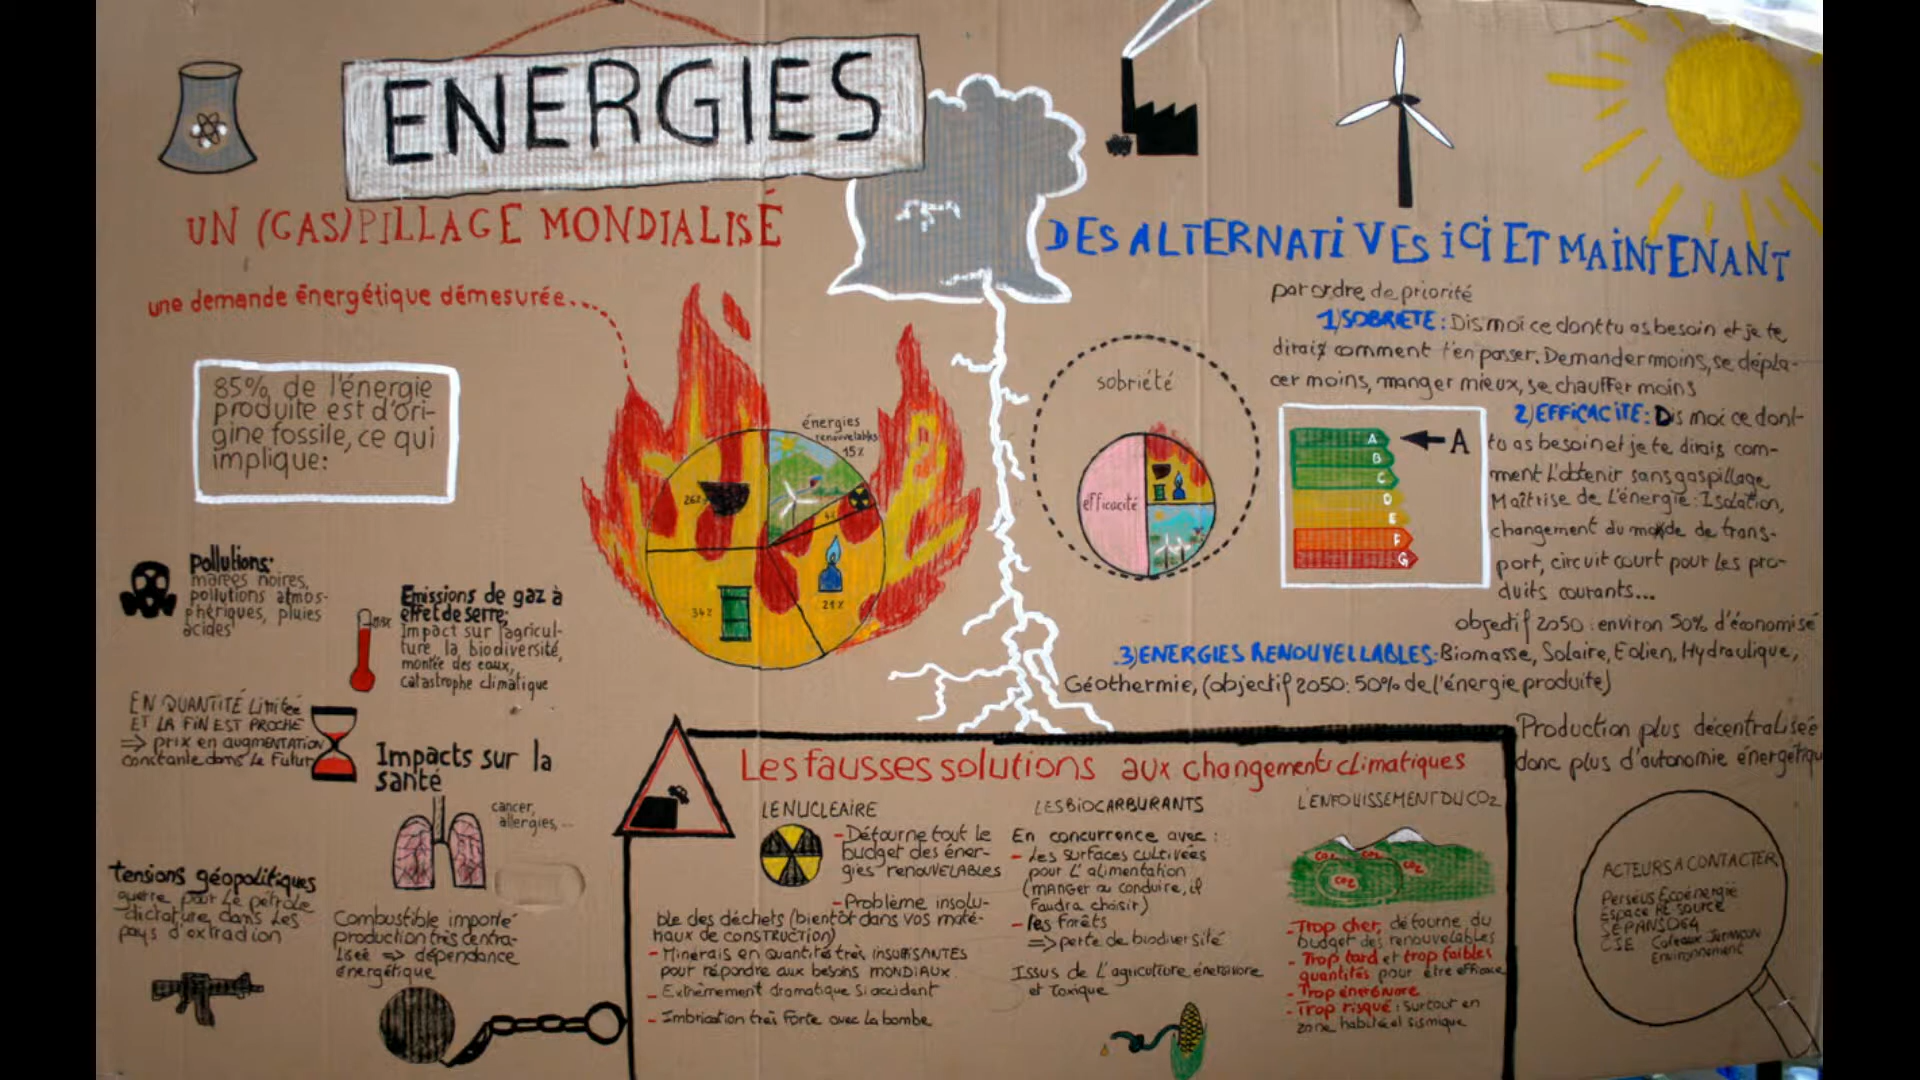 ENERGIES
UN (GAS)PILLAGE MONDIALISÉ
une demande énergétique démesurée...
85% de l'énergie
produite est d'ori-
gine fossile, ce qui
implique:
énergies
renouvelables
15%
26%
4%
34%
21%
Pollutions:
marées noires,
pollutions atmos-
phériques, pluies
acides
Emissions de gaz à
effet de serre:
Impact sur l'agricul-
ture la biodiversité,
montée des eaux,
catastrophe climatique
EN QUANTITÉ Limitée
ET LA FIN EST PROCHE
=> prix en augmentation
constante dans le Futur
Impacts sur la
santé
cancer,
allergies,...
tensions géopolitiques
guerre pour le pétrole
dictature dans les
pays d'extradion
Combustible importé
production très centra-
lisée => dépendance
énergétique
DES ALTERNATIVES ICI ET MAINTENANT
par ordre de priorité
1)SOBRETE: Dis moi ce dont tu as besoin et je te
dirais comment t'en passer. Demander moins, se dépla-
cer moins, manger mieux, se chauffer moins
sobriété
efficacité
A
B
C
D
E
F
G
A
2)EFFICACITE: Dis moi ce dont-
tu as besoin et je te dirais com-
ment l'obtenir sans gaspillage
Maîtrise de l'énergie: Isolation,
changement du mode de trans-
port, circuit court pour les pro-
duits courants...
objectif 2050: environ 50% d'économisé
3)ENERGIES RENOUVELLABLES: Biomasse, Solaire, Eolien, Hydraulique,
Géothermie, (objectif 2050: 50% de l'énergie produite)
Production plus décentralisée
donc plus d'autonomie énergétiqu
Les fausses solutions aux changements climatiques
LE NUCLEAIRE
- Détourne tout le
budget des éner-
gies renouvelables
- Problème insolu-
ble des déchets (bientôt dans vos maté-
riaux de construction)
- Minerais en quantités très insuffisantes
pour répondre aux besoins MONDIAUX
- Extrêmement dramatique si accident
- Imbrication très forte avec la bombe
LES BIOCARBURANTS
En concurrence avec:
- les surfaces cultivées
pour l'alimentation
(manger ou conduire, il
faudra choisir)
- les forêts
=> perte de biodiversité
Issus de l'agriculture énergivore
et toxique
L'ENFOUISSEMENT DU CO2
CO2
CO2
CO2
CO2
- Trop cher, détourne du
budget des renouvelables
- Trop tard et trop faibles
quantités pour être efficace
- Trop énergivore
- Trop risqué: surtout en
zone habitée/sismique
ACTEURS A CONTACTER
Perséus Ecoénergie
Espace RE Source
SEPANSO64
CIE Coteaux Jurançon
Environnement